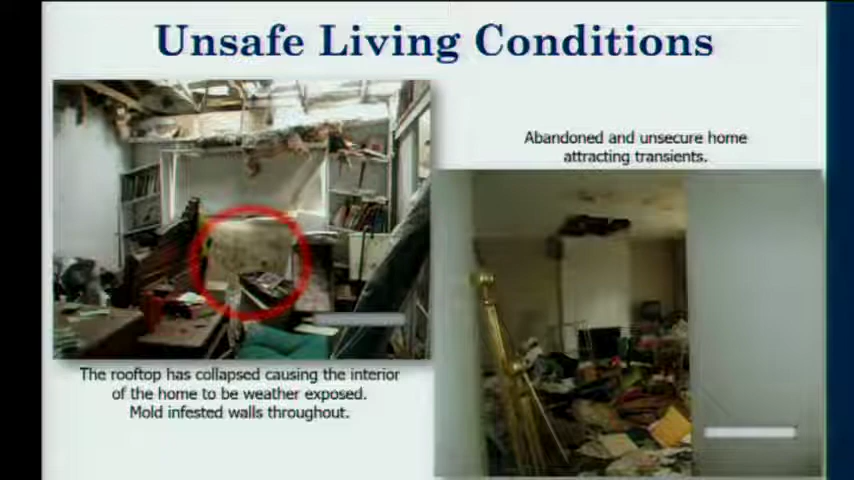 Unsafe Living Conditions
Abandoned and unsecure home
attracting transients.
The rooftop has collapsed causing the interior
of the home to be weather exposed.
Mold infested walls throughout.